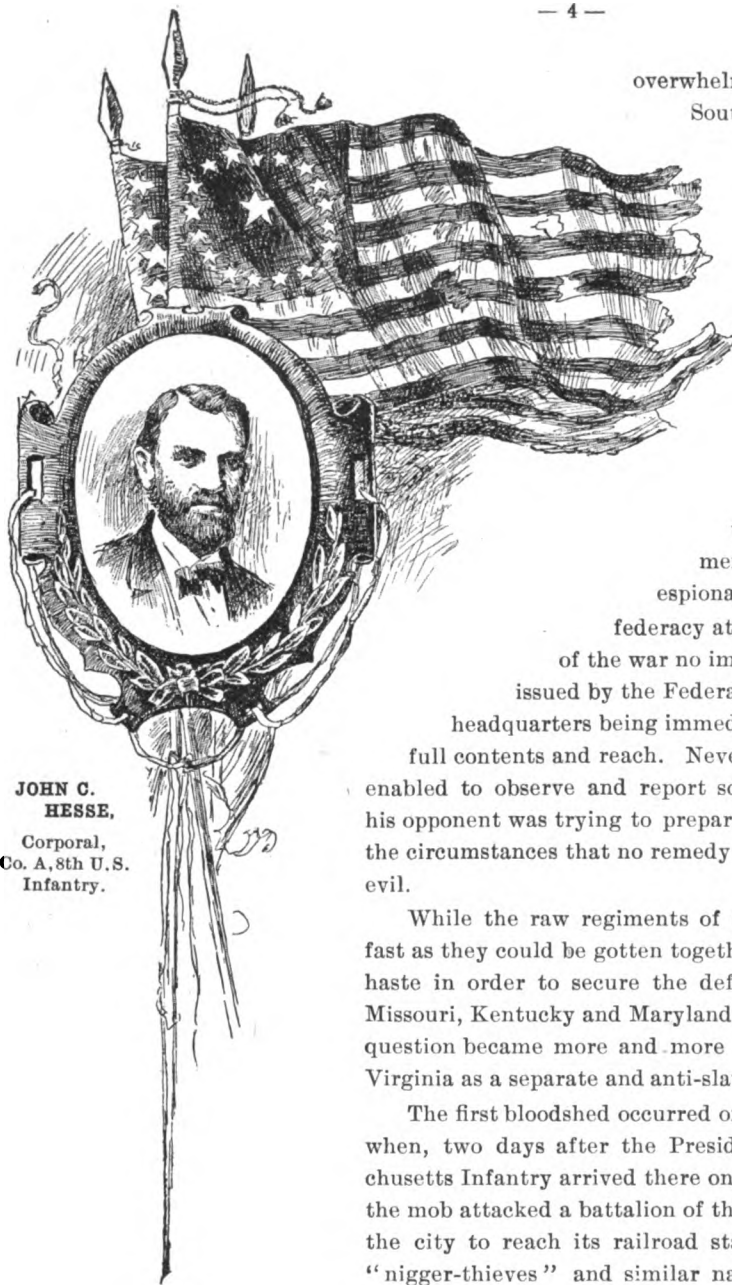 — 4 —
overwhelm
Sout
me
espiona
federacy at
of the war no im
issued by the Federa
headquarters being immed
full contents and reach. Neve
enabled to observe and report so
his opponent was trying to prepar
the circumstances that no remedy
evil.
While the raw regiments of
fast as they could be gotten togeth
haste in order to secure the def
Missouri, Kentucky and Maryland
question became more and more
Virginia as a separate and anti-sla
The first bloodshed occurred o
when, two days after the Presid
chusetts Infantry arrived there on
the mob attacked a battalion of th
the city to reach its railroad sta
“nigger-thieves” and similar na
JOHN C.
HESSE,
Corporal,
Co. A, 8th U.S.
Infantry.